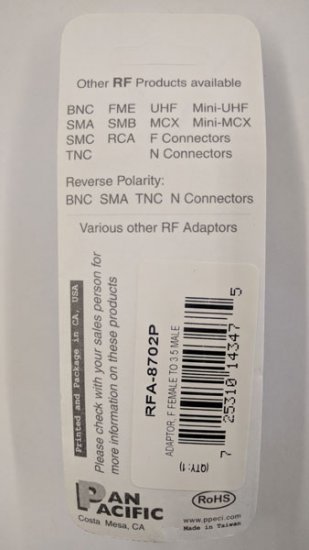 Other RF Products available
BNC FME UHF Mini-UHF
SMA SMB MCX Mini-MCX
SMC RCA F Connectors
TNC N Connectors
Reverse Polarity:
BNC SMA TNC N Connectors
Various other RF Adaptors
Printed and Package in CA, USA
Please check with your sales person for
more information on these products
RFA-8702P
ADAPTOR, F FEMALE TO 3.5 MALE
(QTY: 1)
7 25310 14347 5
PAN
PACIFIC
Costa Mesa, CA
RoHS
www.ppeci.com
Made in Taiwan